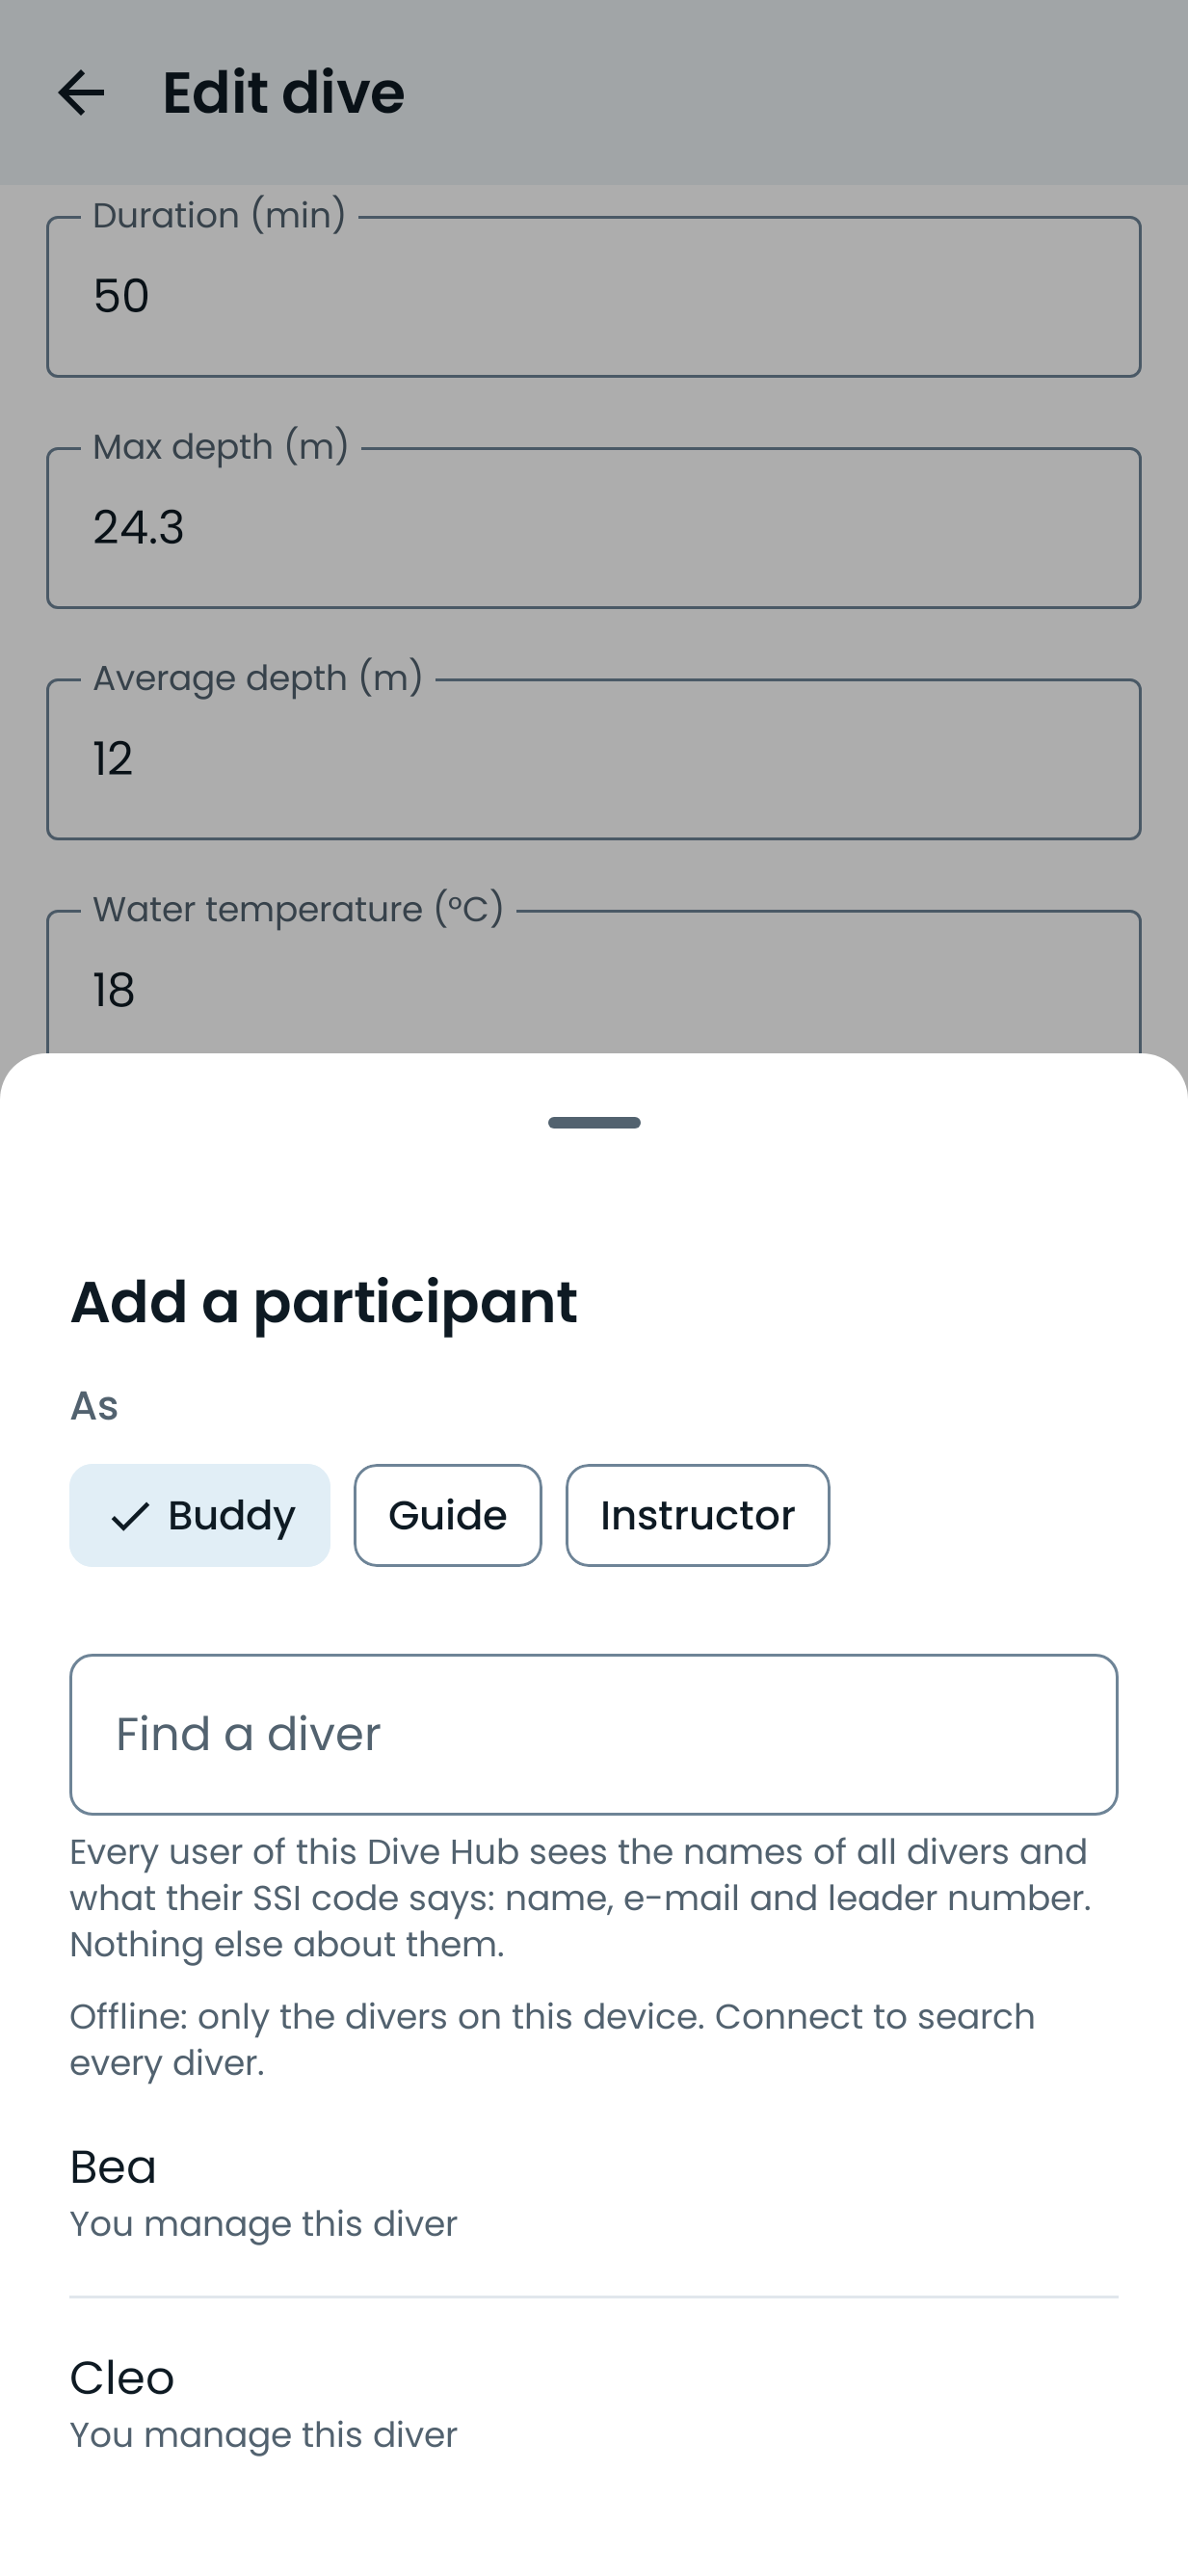 Edit dive
Duration (min)
50
Max depth (m)
24.3
Average depth (m)
12
Water temperature (°C)
18
Add a participant
As
Buddy
Guide
Instructor
Find a diver
Every user of this Dive Hub sees the names of all divers and
what their SSI code says: name, e-mail and leader number.
Nothing else about them.
Offline: only the divers on this device. Connect to search
every diver.
Bea
You manage this diver
Cleo
You manage this diver